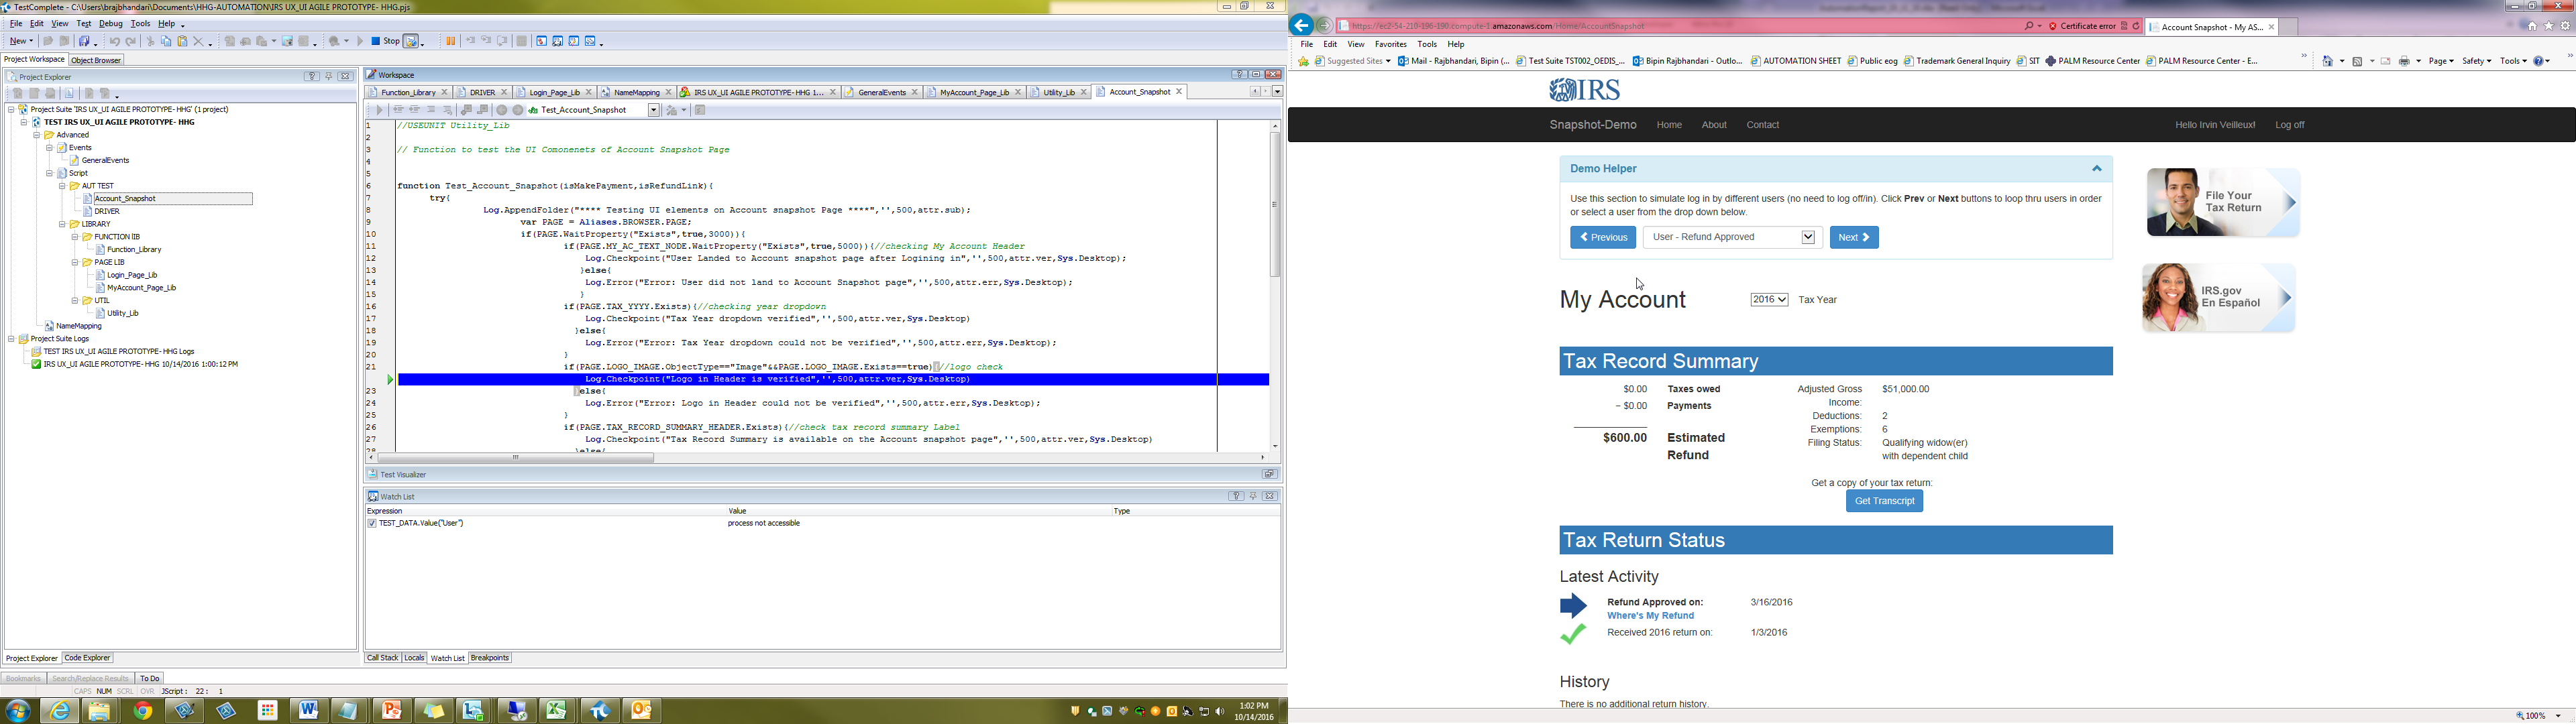 TestComplete - C:\Users\brajbhandari\Documents\HHG-AUTOMATION\IRS UX_UI AGILE PROTOTYPE- HHG.pjs
File Edit View Test Debug Tools Help
New Stop
Project Workspace Object Browser
Project Explorer
Project Suite 'IRS UX_UI AGILE PROTOTYPE-HHG' (1 project)
TEST IRS UX_UI AGILE PROTOTYPE- HHG
Advanced
Events
GeneralEvents
Script
AUT TEST
Account_Snapshot
DRIVER
LIBRARY
FUNCTION lIB
Function_Library
PAGE LIB
Login_Page_Lib
MyAccount_Page_Lib
UTIL
Utility_Lib
NameMapping
Project Suite Logs
TEST IRS UX_UI AGILE PROTOTYPE- HHG Logs
IRS UX_UI AGILE PROTOTYPE-HHG 10/14/2016 1:00:12 PM
Project Explorer Code Explorer
Bookmarks Search/Replace Results To Do
CAPS NUM SCRL OVR JScript : 22 : 1
Workspace
Function_Library DRIVER Login_Page_Lib NameMapping IRS UX_UI AGILE PROTOTYPE-HHG 1... GeneralEvents MyAccount_Page_Lib Utility_Lib Account_Snapshot
Test_Account_Snapshot
1 //USEUNIT Utility_Lib
2
3 // Function to test the UI Comonenets of Account Snapshot Page
4
5
6 function Test_Account_Snapshot(isMakePayment,isRefundLink){
7 try{
8 Log.AppendFolder("**** Testing UI elements on Account snapshot Page ****",'',500,attr.sub);
9 var PAGE = Aliases.BROWSER.PAGE;
10 if(PAGE.WaitProperty("Exists",true,3000)){
11 if(PAGE.MY_AC_TEXT_NODE.WaitProperty("Exists",true,5000)){//checking My Account Header
12 Log.Checkpoint("User Landed to Account snapshot page after Logining in",'',500,attr.ver,Sys.Desktop);
13 }else{
14 Log.Error("Error: User did not land to Account Snapshot page",'',500,attr.err,Sys.Desktop);
15 }
16 if(PAGE.TAX_YYYY.Exists){//checking year dropdown
17 Log.Checkpoint("Tax Year dropdown verified",'',500,attr.ver,Sys.Desktop)
18 }else{
19 Log.Error("Error: Tax Year dropdown could not be verified",'',500,attr.err,Sys.Desktop);
20 }
21 if(PAGE.LOGO_IMAGE.ObjectType=="Image"&&PAGE.LOGO_IMAGE.Exists==true){//logo check
Log.Checkpoint("Logo in Header is verified",'',500,attr.ver,Sys.Desktop)
23 }else{
24 Log.Error("Error: Logo in Header could not be verified",'',500,attr.err,Sys.Desktop);
25 }
26 if(PAGE.TAX_RECORD_SUMMARY_HEADER.Exists){//check tax record summary Label
27 Log.Checkpoint("Tax Record Summary is available on the Account snapshot page",'',500,attr.ver,Sys.Desktop)
28 }else{
Test Visualizer
Watch List
Expression Value Type
TEST_DATA.Value("User") process not accessible
Call Stack Locals Watch List Breakpoints
1:02 PM
10/14/2016
https://ec2-54-210-196-190.compute-1.amazonaws.com/Home/AccountSnapshot Certificate error Account Snapshot - My AS...
File Edit View Favorites Tools Help
Suggested Sites Mail - Rajbhandari, Bipin (... Test Suite TST002_OEDIS_... Bipin Rajbhandari - Outlo... AUTOMATION SHEET Public eog Trademark General Inquiry SIT PALM Resource Center PALM Resource Center - E... Page Safety Tools
IRS
Snapshot-Demo Home About Contact Hello Irvin Veilleux! Log off
Demo Helper
Use this section to simulate log in by different users (no need to log off/in). Click Prev or Next buttons to loop thru users in order
or select a user from the drop down below.
Previous User - Refund Approved Next
File Your
Tax Return
IRS.gov
En Español
My Account 2016 Tax Year
Tax Record Summary
$0.00 Taxes owed
− $0.00 Payments
$600.00 Estimated
Refund
Adjusted Gross $51,000.00
Income:
Deductions: 2
Exemptions: 6
Filing Status: Qualifying widow(er)
with dependent child
Get a copy of your tax return:
Get Transcript
Tax Return Status
Latest Activity
Refund Approved on: 3/16/2016
Where's My Refund
Received 2016 return on: 1/3/2016
History
There is no additional return history.
100%